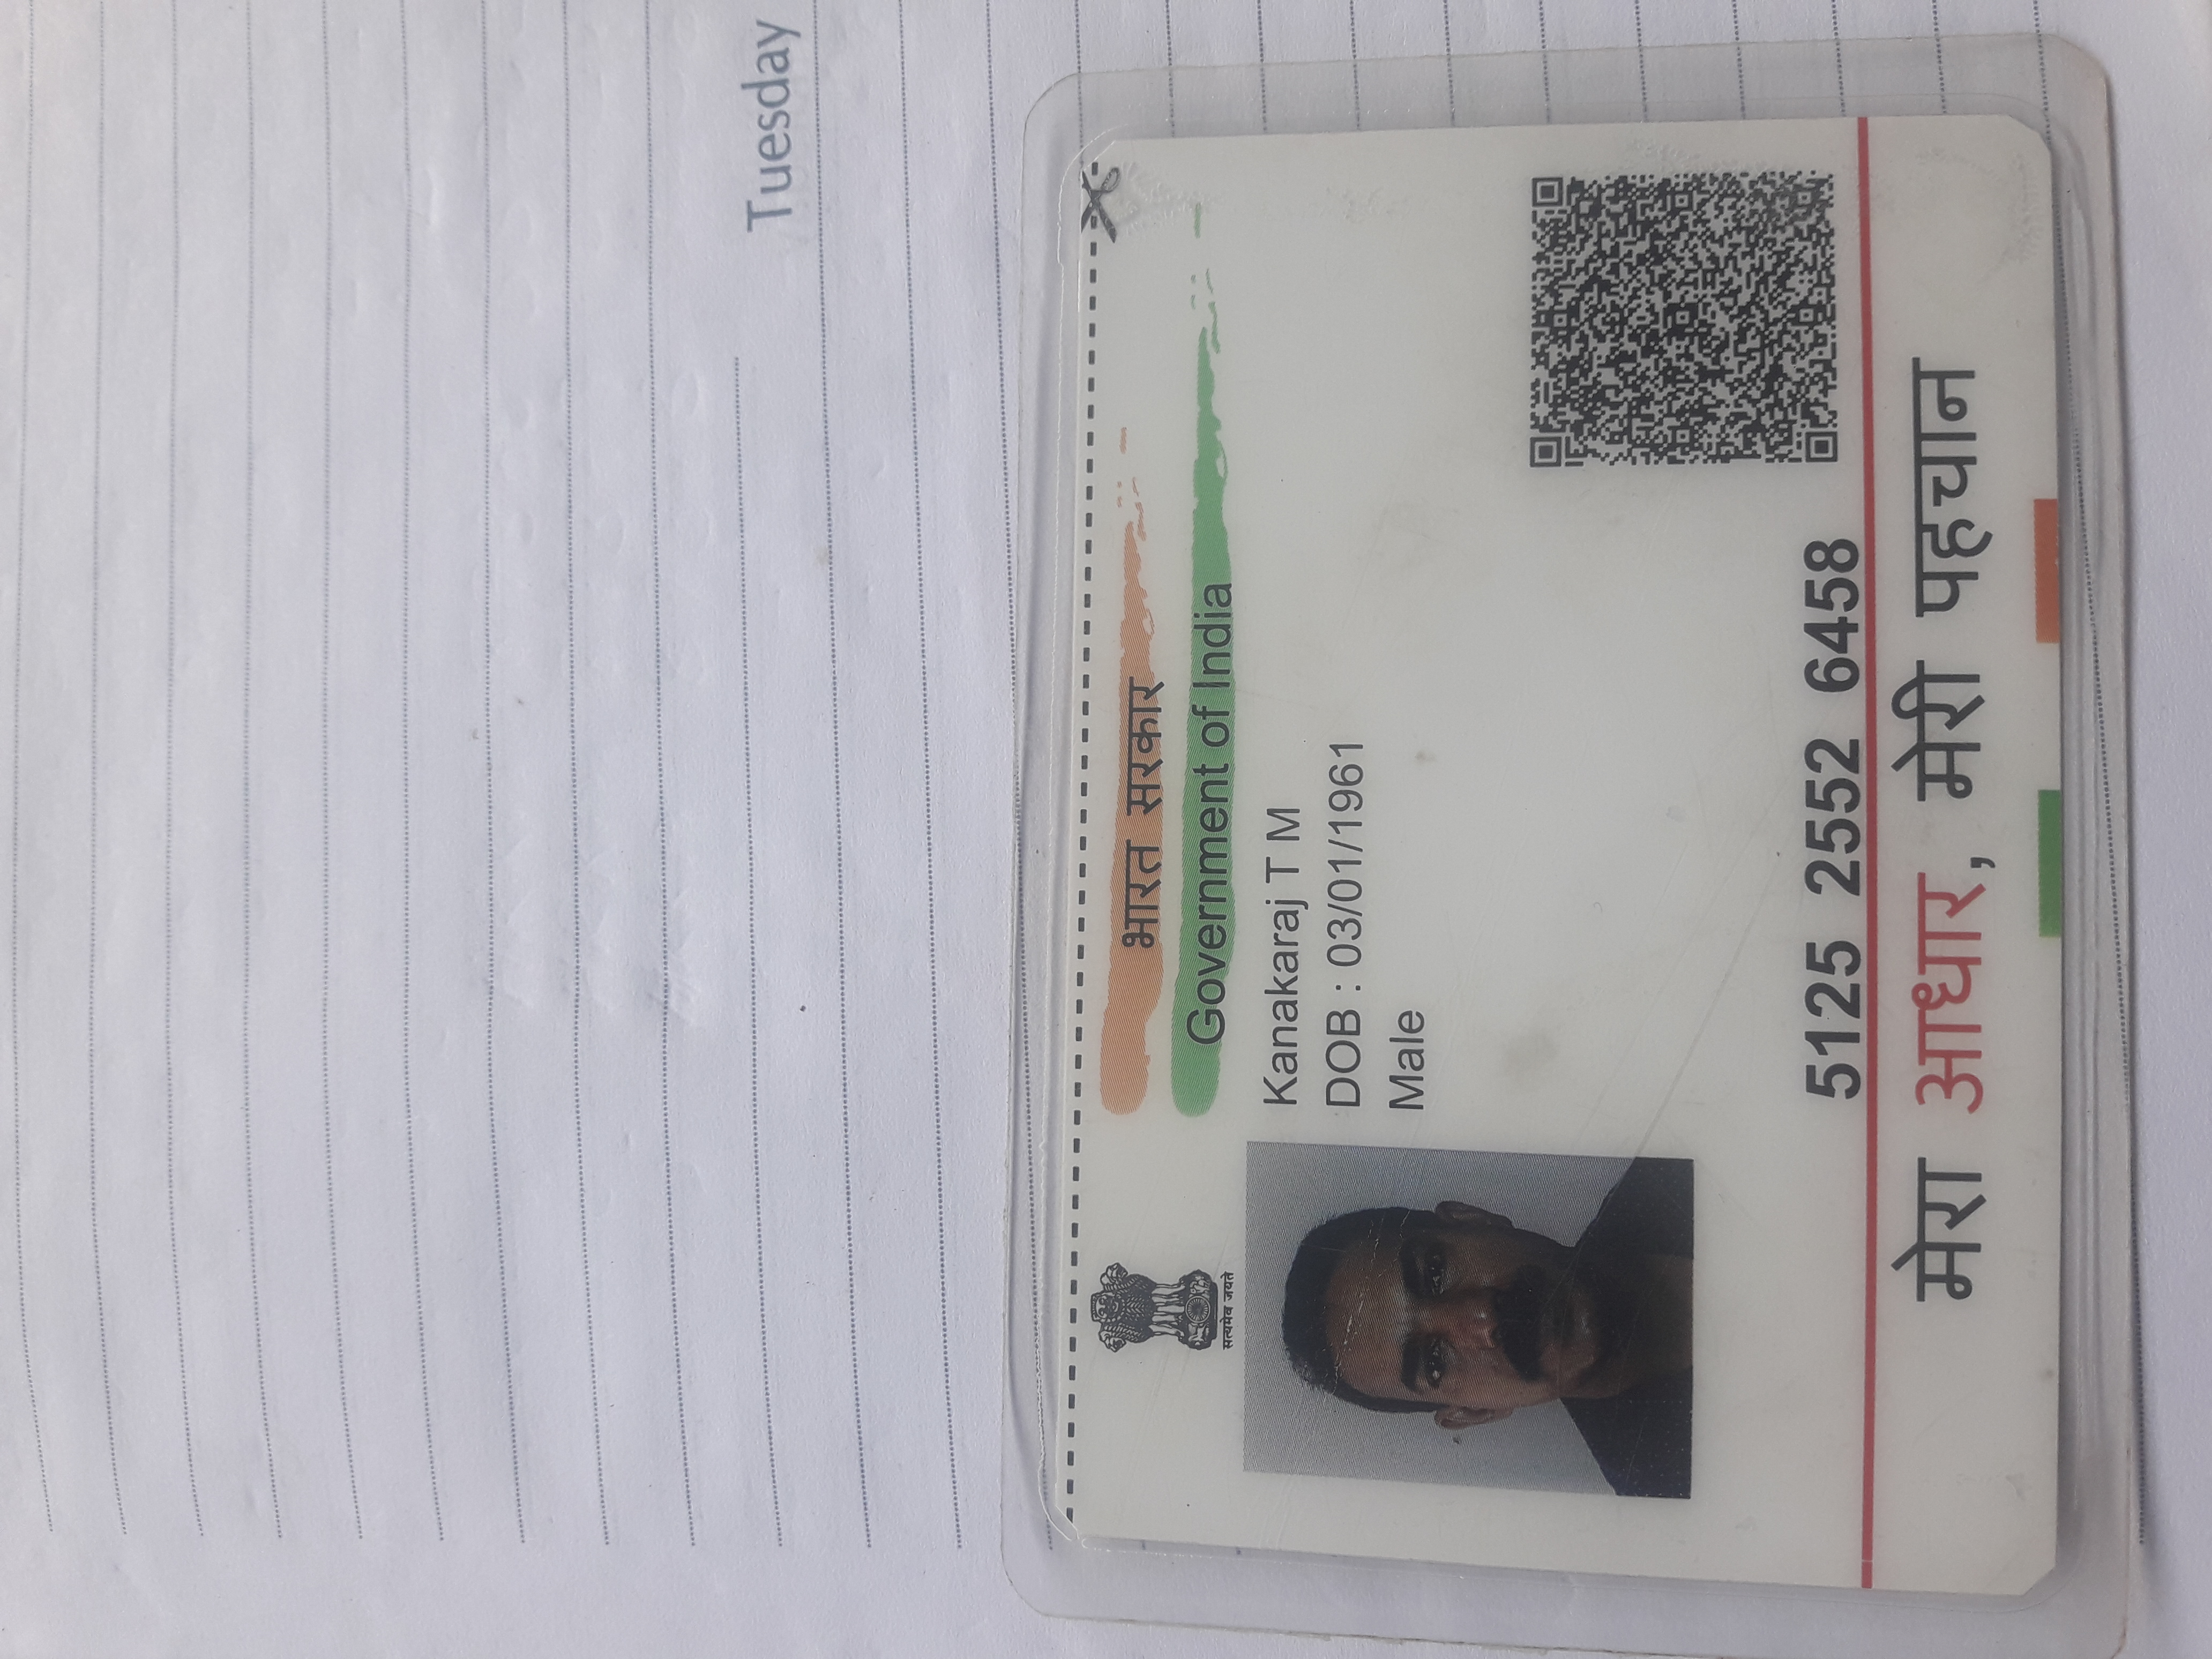 Tuesday
भारत सरकार
Government of India
सत्यमेव जयते
Kanakaraj T M
DOB : 03/01/1961
Male
5125 2552 6458
मेरा आधार, मेरी पहचान